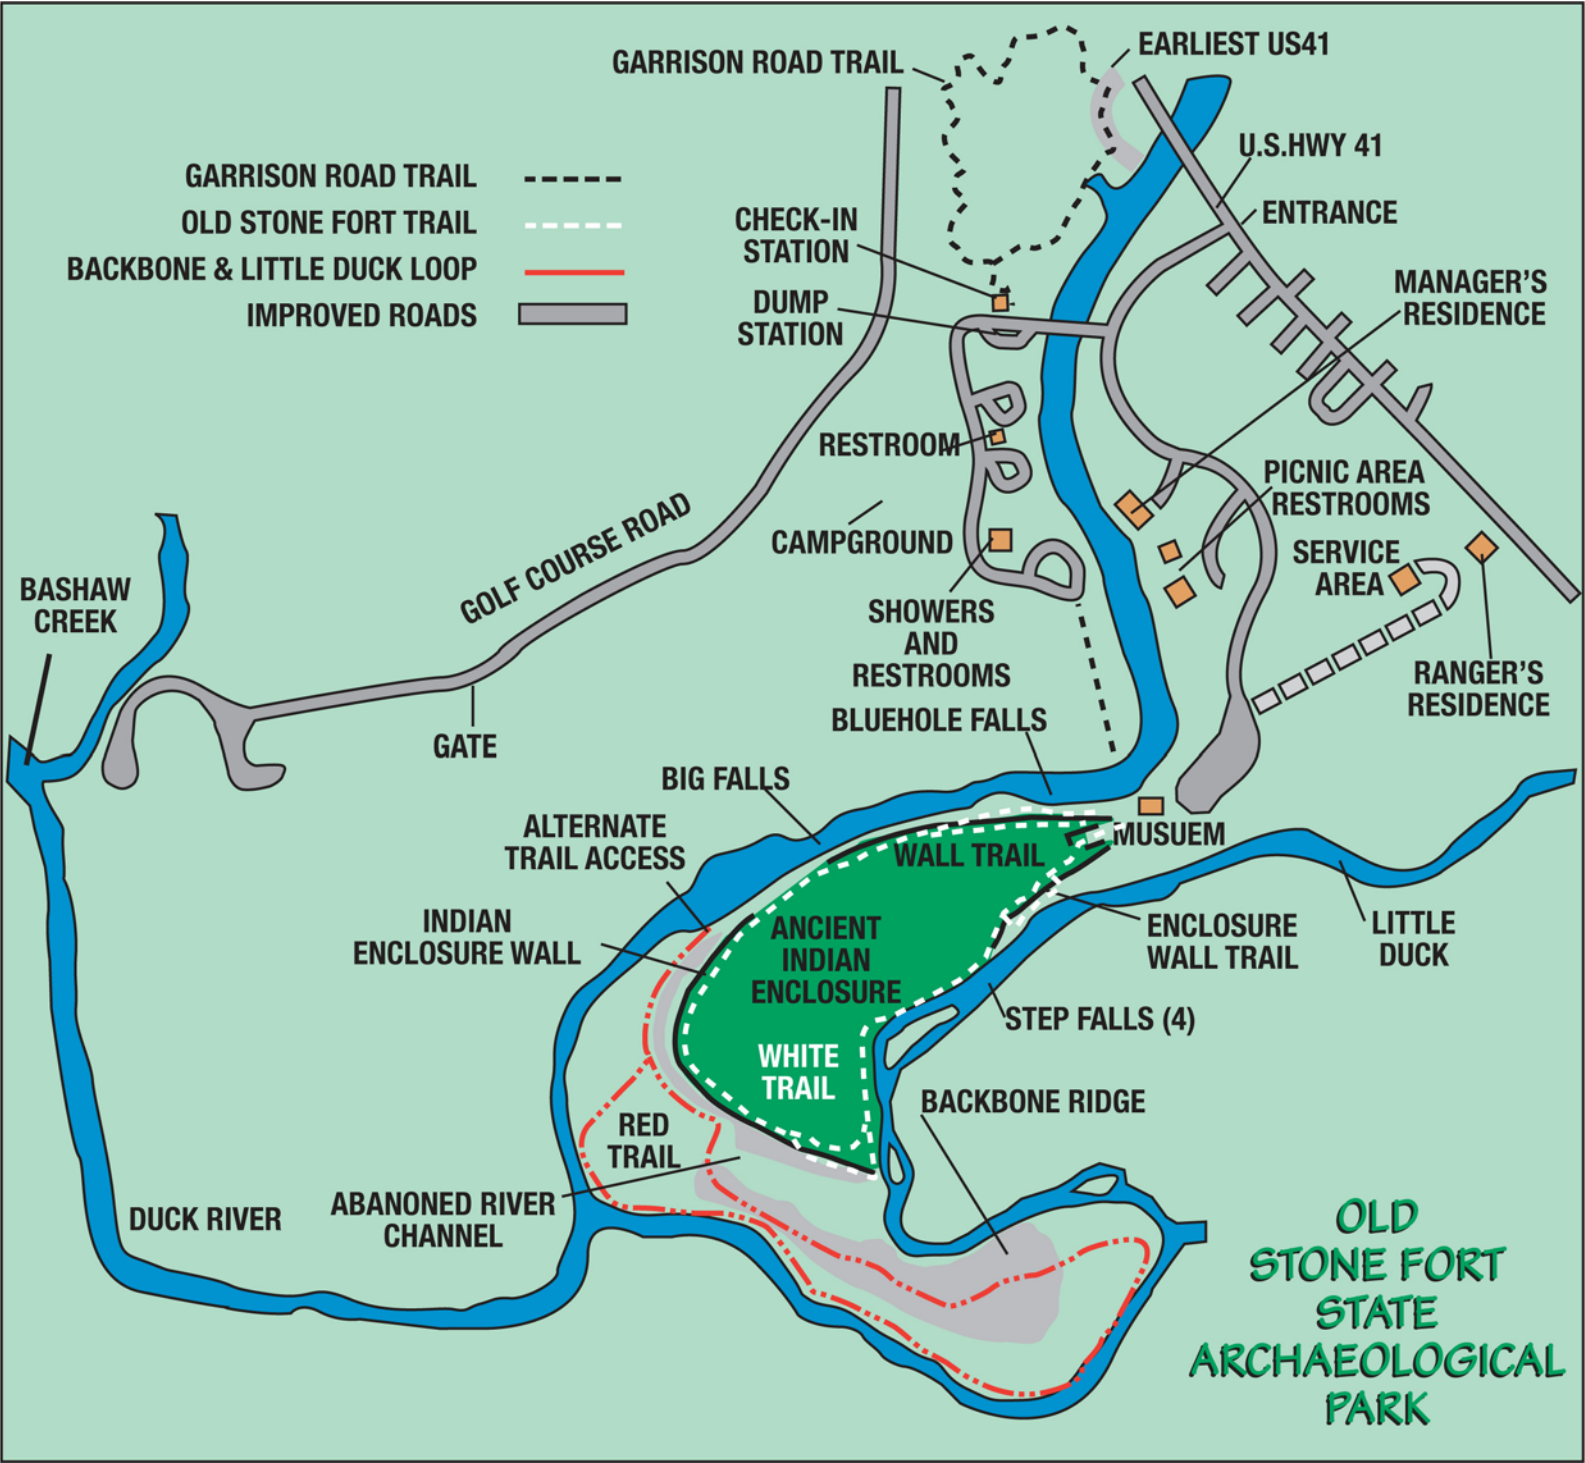 EARLIEST US41
GARRISON ROAD TRAIL
U.S.HWY 41
GARRISON ROAD TRAIL
OLD STONE FORT TRAIL
BACKBONE & LITTLE DUCK LOOP
IMPROVED ROADS
CHECK-IN
STATION
ENTRANCE
DUMP
STATION
MANAGER'S
RESIDENCE
RESTROOM
PICNIC AREA
RESTROOMS
CAMPGROUND
GOLF COURSE ROAD
SERVICE
AREA
BASHAW
CREEK
SHOWERS
AND
RESTROOMS
RANGER'S
RESIDENCE
BLUEHOLE FALLS
GATE
BIG FALLS
ALTERNATE
TRAIL ACCESS
MUSUEM
WALL TRAIL
INDIAN
ENCLOSURE WALL
ANCIENT
INDIAN
ENCLOSURE
ENCLOSURE
WALL TRAIL
LITTLE
DUCK
STEP FALLS (4)
WHITE
TRAIL
BACKBONE RIDGE
RED
TRAIL
ABANONED RIVER
CHANNEL
DUCK RIVER
OLD
STONE FORT
STATE
ARCHAEOLOGICAL
PARK